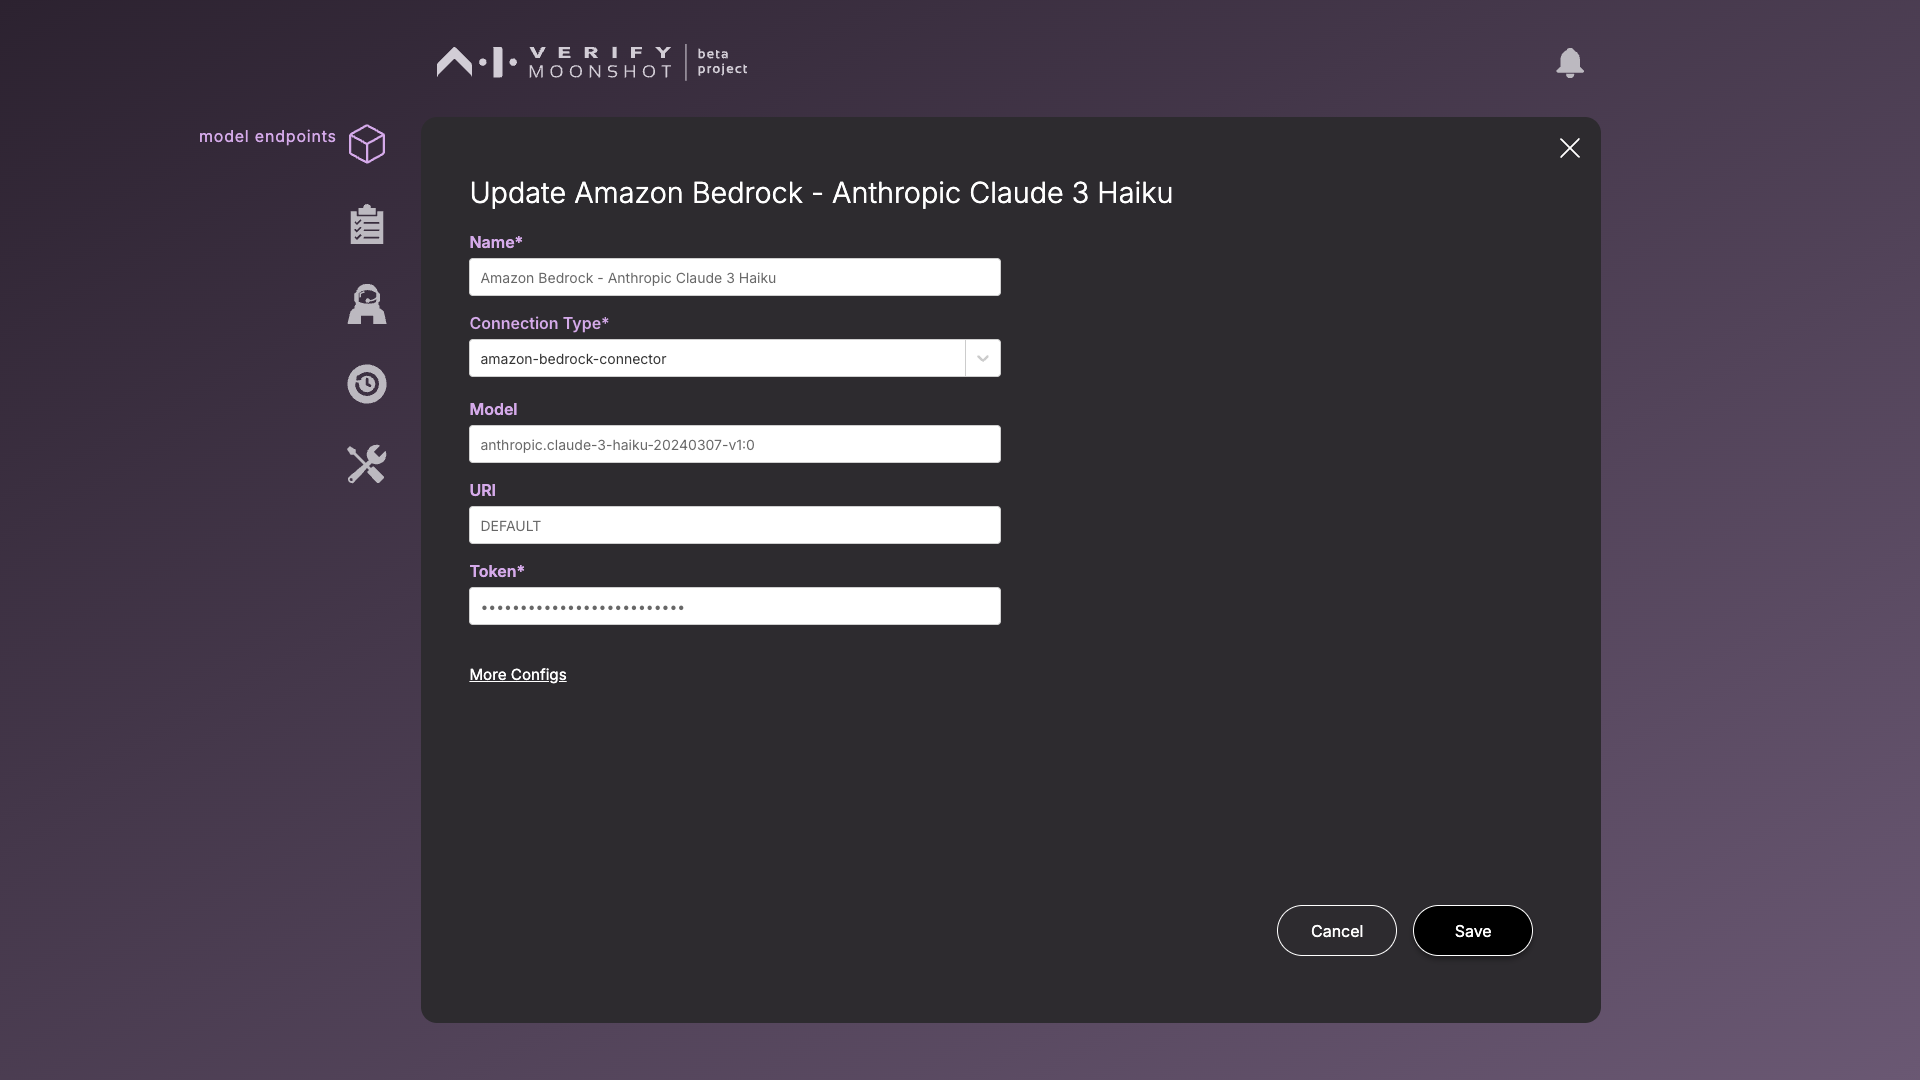 VERIFY
MOONSHOT
beta
project
model endpoints
Update Amazon Bedrock - Anthropic Claude 3 Haiku
Name*
Amazon Bedrock - Anthropic Claude 3 Haiku
Connection Type*
amazon-bedrock-connector
Model
anthropic.claude-3-haiku-20240307-v1:0
URI
DEFAULT
Token*
••••••••••••••••••••••••••
More Configs
Cancel
Save